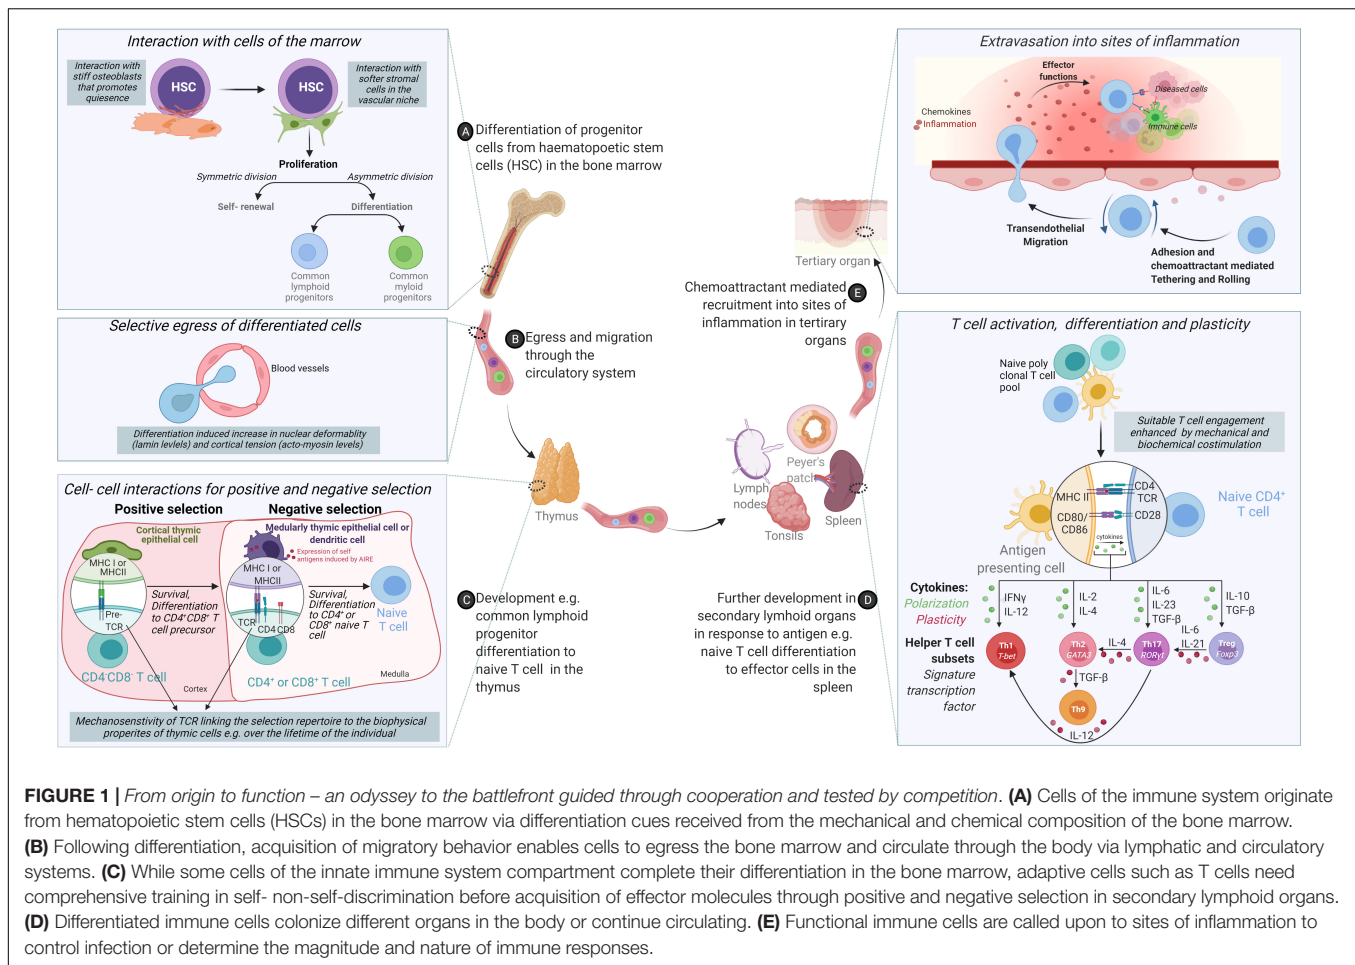 Interaction with cells of the marrow
Interaction with
stiff osteoblasts
that promotes
quiesence
HSC
HSC
Interaction with
softer stromal
cells in the
vascular niche
Proliferation
Symmetric division
Asymmetric division
Self- renewal
Differentiation
Common
lymphoid
progenitors
Common
myloid
progenitors
A
Differentiation of progenitor
cells from haematopoetic stem
cells (HSC) in the bone marrow
Selective egress of differentiated cells
Blood vessels
Differentiation induced increase in nuclear deformablity
(lamin levlels) and cortical tension (acto-myosin levels)
B
Egress and migration
through the
circulatory system
Cell- cell interactions for positive and negative selection
Positive selection
Negative selection
Cortical thymic
epithelial cell
Medularly thymic epithelial cell or
dendritic cell
Expression of self
antigens induced by AIRE
MHC I or
MHCII
Pre-
TCR
Survival,
Differentiation
to CD4⁺CD8⁺ T
cell precursor
MHC I or
MHCII
TCR
CD4
CD8
Survival,
Differentiation
to CD4⁺ or
CD8⁺ naive T
cell
Naive
T cell
CD4⁻CD8⁻ T cell
Cortex
CD4⁺ or CD8⁺ T cell
Medulla
Mechanosenstivity of TCR linking the selection repertoire to the biophysical
properites of thymic cells e.g. over the lifetime of the individual
C
Development e.g.
common lymphoid
progenitor
differentiation
to naive T cell in the
thymus
Thymus
Lymph
nodes
Peyer's
patch
Tonsils
Spleen
D
Further development in
secondary lymhoid organs
in response to antigen e.g.
naive T cell differentiation
to effector cells in the
spleen
Tertiary organ
E
Chemoattractant mediated
recruitment into sites of
inflammation in tertirary
organs
Extravasation into sites of inflammation
Effector
functions
Diseased cells
Immune cells
Chemokines
Inflammation
Transendothelial
Migration
Adhesion and
chemoattractant mediated
Tethering and Rolling
T cell activation, differentiation and plasticity
Naive poly
clonal T cell
pool
Suitable T cell engagement
enhanced by mechanical and
biochemical costimulation
MHC II
CD4
TCR
CD80/
CD86
CD28
cytokines
Naive CD4⁺
T cell
Antigen
presenting cell
Cytokines:
Polarization
Plasticity
IFNγ
IL-12
IL-2
IL-4
IL-6
IL-23
TGF-β
IL-10
TGF-β
Helper T cell
subsets
Signature
transcription
factor
Th1
T-bet
Th2
GATA3
IL-4
Th17
RORγt
IL-6
IL-21
Treg
Foxp3
TGF-β
Th9
IL-12
FIGURE 1 | From origin to function – an odyssey to the battlefront guided through cooperation and tested by competition. (A) Cells of the immune system originate
from hematopoietic stem cells (HSCs) in the bone marrow via differentiation cues received from the mechanical and chemical composition of the bone marrow.
(B) Following differentiation, acquisition of migratory behavior enables cells to egress the bone marrow and circulate through the body via lymphatic and circulatory
systems. (C) While some cells of the innate immune system compartment complete their differentiation in the bone marrow, adaptive cells such as T cells need
comprehensive training in self- non-self-discrimination before acquisition of effector molecules through positive and negative selection in secondary lymphoid organs.
(D) Differentiated immune cells colonize different organs in the body or continue circulating. (E) Functional immune cells are called upon to sites of inflammation to
control infection or determine the magnitude and nature of immune responses.